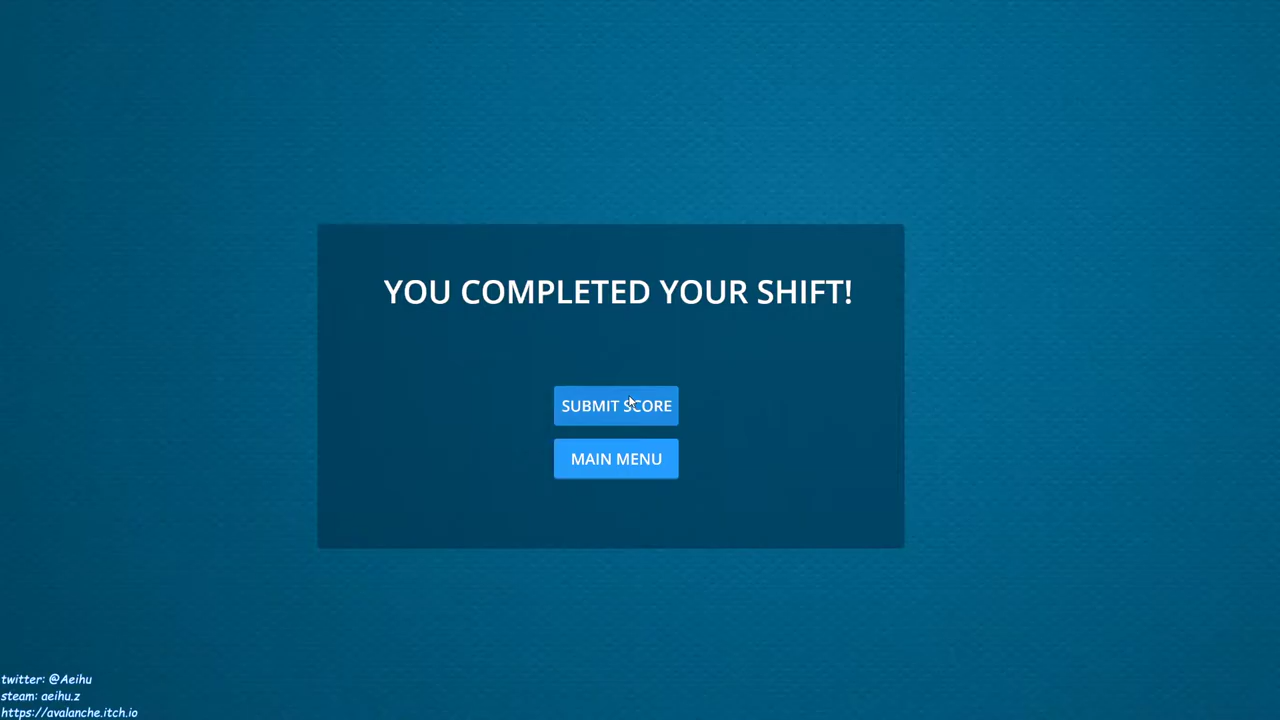 YOU COMPLETED YOUR SHIFT!
SUBMIT SCORE
MAIN MENU
twitter: @Aeihu
steam: aeihu.z
https://avalanche.itch.io